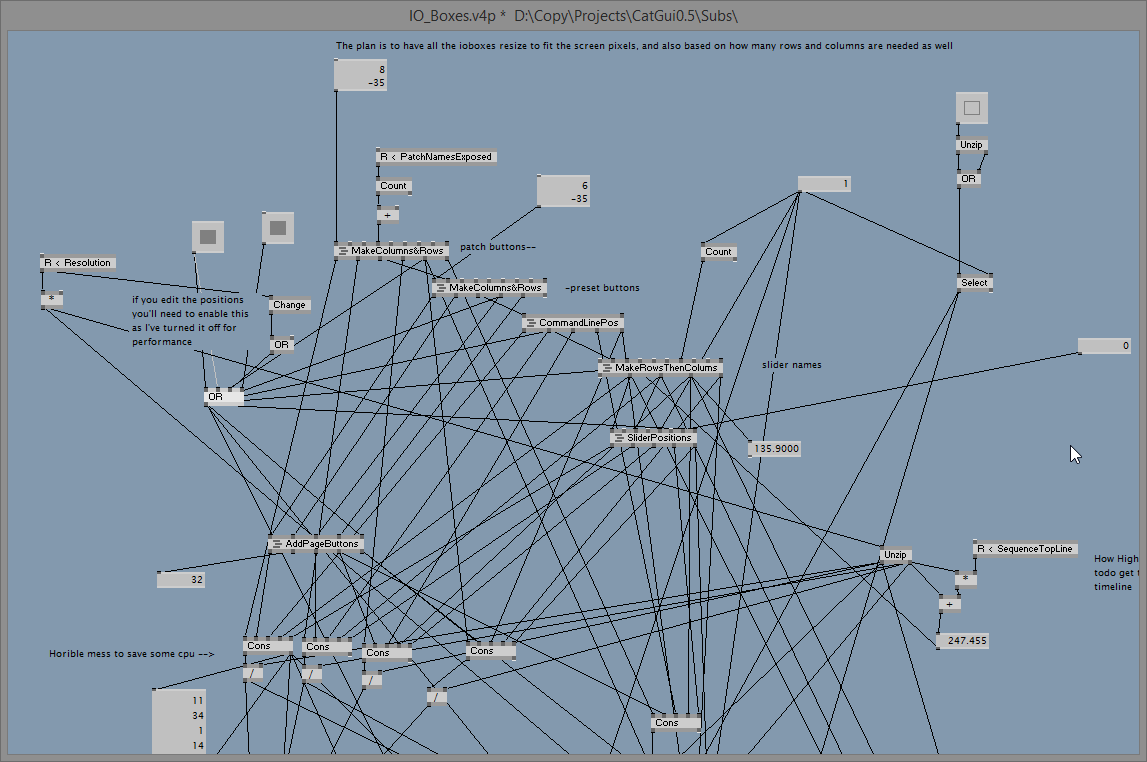 IO_Boxes.v4p * D:\Copy\Projects\CatGui0.5\Subs\
The plan is to have all the ioboxes resize to fit the screen pixels, and also based on how many rows and columns are needed as well
8
-35
Unzip
R < PatchNamesExposed
OR
Count
6
-35
1
+
MakeColumns&Rows
patch buttons--
Count
R < Resolution
*
if you edit the positions
you'll need to enable this
as I've turned it off for
performance
Change
OR
MakeColumns&Rows
-preset buttons
Select
CommandLinePos
0
MakeRowsThenColums
slider names
OR
SliderPositions
135.9000
AddPageButtons
32
Unzip
R < SequenceTopLine
*
+
247.455
How High
todo get t
timeline
Horible mess to save some cpu -->
Cons
Cons
Cons
Cons
/
/
/
/
Cons
11
34
1
14